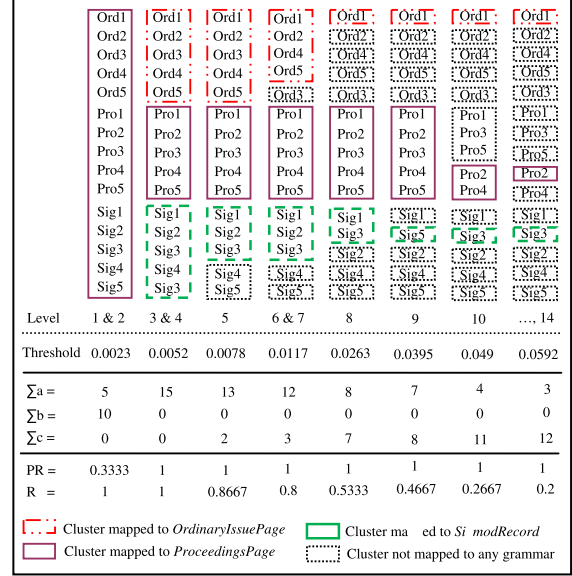 Ord1 Ord1 Ord1 Ord1 Ord1 Ord1 Ord1 Ord1
Ord2 Ord2 Ord2 Ord2 Ord2 Ord2 Ord2 Ord2
Ord3 Ord3 Ord3 Ord4 Ord4 Ord4 Ord4 Ord4
Ord4 Ord4 Ord4 Ord5 Ord5 Ord5 Ord5 Ord5
Ord5 Ord5 Ord5 Ord3 Ord3 Ord3 Ord3 Ord3
Pro1 Pro1 Pro1 Pro1 Pro1 Pro1 Pro1 Pro1
Pro2 Pro2 Pro2 Pro2 Pro2 Pro2 Pro3 Pro3
Pro3 Pro3 Pro3 Pro3 Pro3 Pro3 Pro5 Pro5
Pro4 Pro4 Pro4 Pro4 Pro4 Pro4 Pro2 Pro2
Pro5 Pro5 Pro5 Pro5 Pro5 Pro5 Pro4 Pro4
Sig1 Sig1 Sig1 Sig1 Sig1 Sig1 Sig1 Sig1
Sig2 Sig2 Sig2 Sig2 Sig3 Sig5 Sig3 Sig3
Sig3 Sig3 Sig3 Sig3 Sig2 Sig2 Sig2 Sig2
Sig4 Sig4 Sig4 Sig4 Sig4 Sig4 Sig4 Sig4
Sig5 Sig3 Sig5 Sig5 Sig5 Sig5 Sig5 Sig5
Level 1 & 2 3 & 4 5 6 & 7 8 9 10 ..., 14
Threshold 0.0023 0.0052 0.0078 0.0117 0.0263 0.0395 0.049 0.0592
∑a = 5 15 13 12 8 7 4 3
∑b = 10 0 0 0 0 0 0 0
∑c = 0 0 2 3 7 8 11 12
PR = 0.3333 1 1 1 1 1 1 1
R = 1 1 0.8667 0.8 0.5333 0.4667 0.2667 0.2
Cluster mapped to OrdinaryIssuePage
Cluster ma ed to Si modRecord
Cluster mapped to ProceedingsPage
Cluster not mapped to any grammar